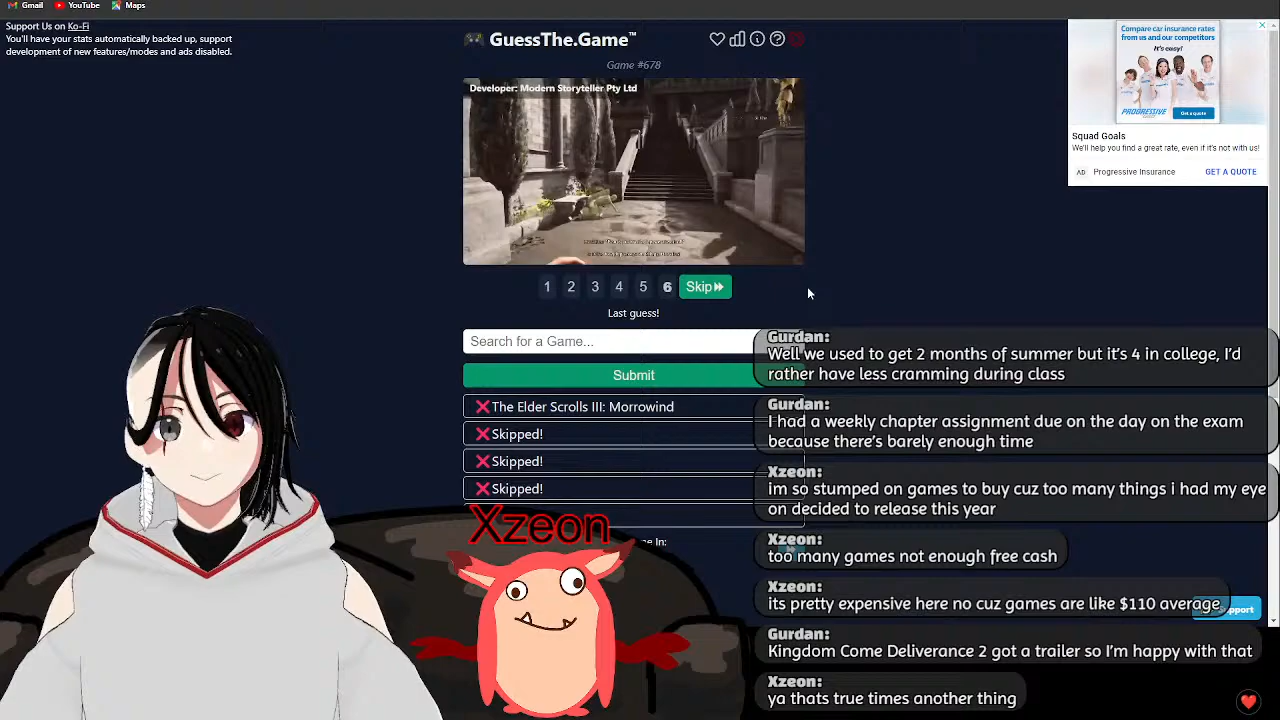 Gmail YouTube Maps
Support Us on Ko-Fi
You'll have your stats automatically backed up, support
development of new features/modes and ads disabled.
GuessThe.Game™
Game #678
Developer: Modern Storyteller Pty Ltd
1 2 3 4 5 6 Skip
Last guess!
Search for a Game...
Submit
The Elder Scrolls III: Morrowind
Skipped!
Skipped!
Skipped!
Xzeon
Compare car insurance rates
from us and our competitors
It's easy!
PROGRESSIVE
Get a quote
Squad Goals
We'll help you find a great rate, even if it's not with us!
AD Progressive Insurance GET A QUOTE
Gurdan:
Well we used to get 2 months of summer but it's 4 in college, I'd
rather have less cramming during class
Gurdan:
I had a weekly chapter assignment due on the day on the exam
because there's barely enough time
Xzeon:
im so stumped on games to buy cuz too many things i had my eye
on decided to release this year
Xzeon:
too many games not enough free cash
Xzeon:
its pretty expensive here no cuz games are like $110 average
Gurdan:
Kingdom Come Deliverance 2 got a trailer so I'm happy with that
Xzeon:
ya thats true times another thing